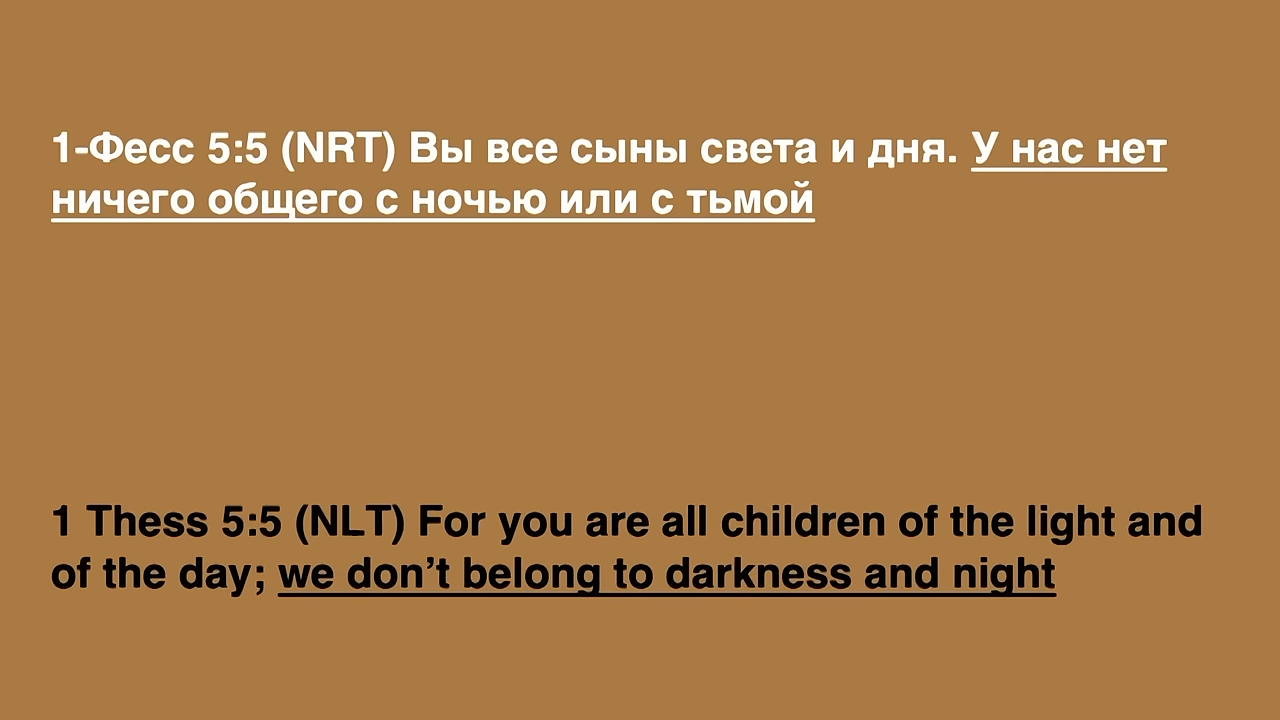 1-Фесс 5:5 (NRT) Вы все сыны света и дня. У нас нет
ничего общего с ночью или с тьмой
1 Thess 5:5 (NLT) For you are all children of the light and
of the day; we don’t belong to darkness and night